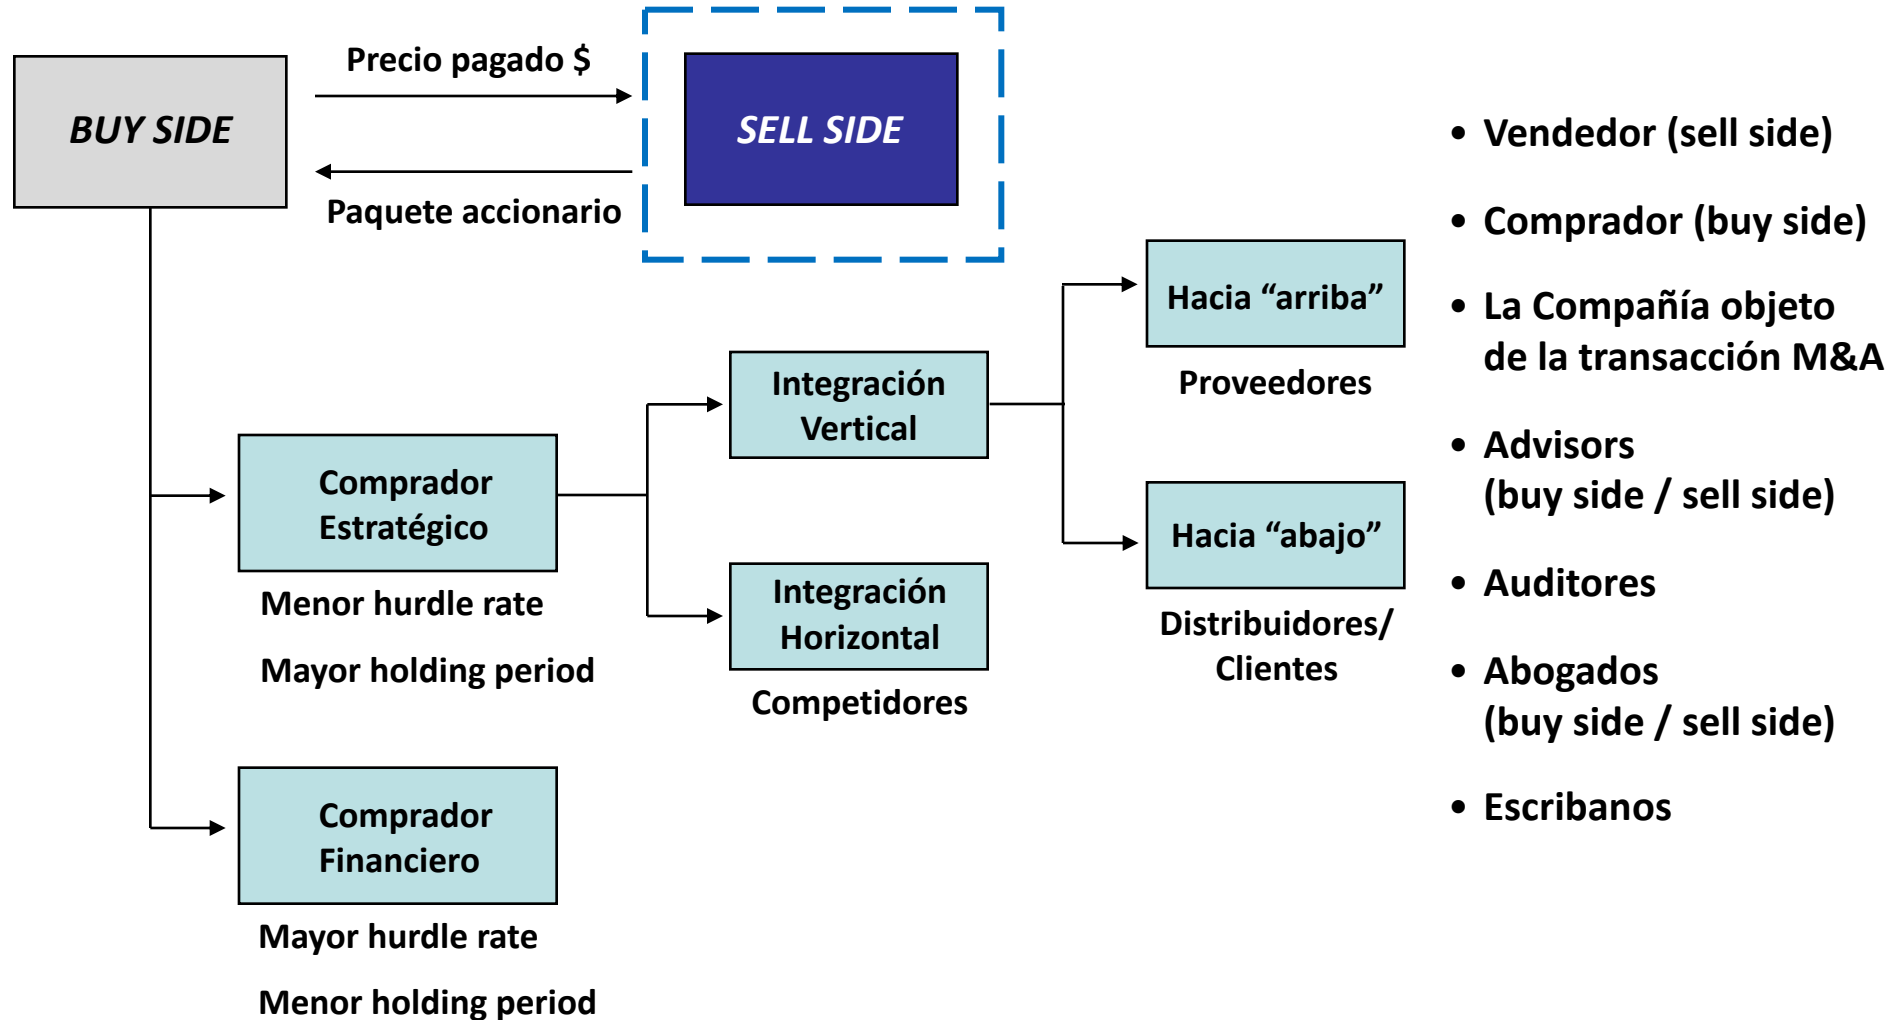 BUY SIDE
Precio pagado $
Paquete accionario
SELL SIDE
Comprador
Estratégico
Menor hurdle rate
Mayor holding period
Comprador
Financiero
Mayor hurdle rate
Menor holding period
Integración
Vertical
Integración
Horizontal
Competidores
Hacia “arriba”
Proveedores
Hacia “abajo”
Distribuidores/
Clientes
• Vendedor (sell side)
• Comprador (buy side)
• La Compañía objeto
de la transacción M&A
• Advisors
(buy side / sell side)
• Auditores
• Abogados
(buy side / sell side)
• Escribanos